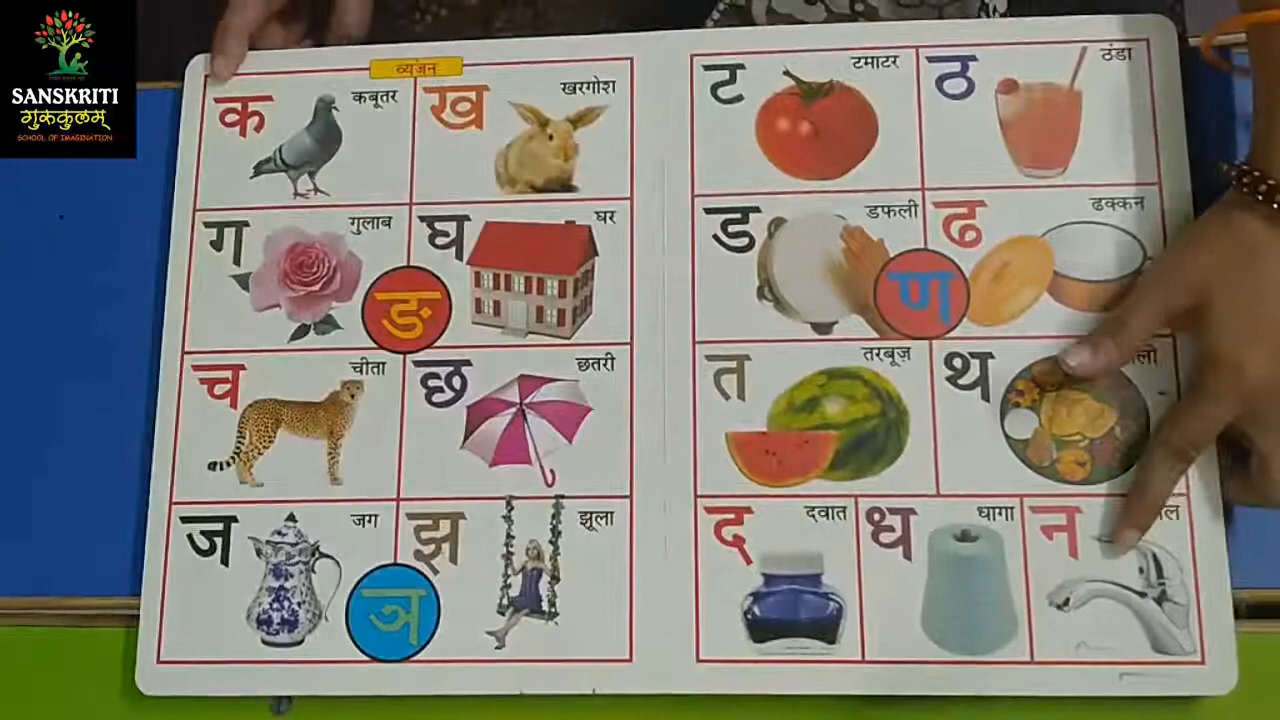 SANSKRITI
गुरुकुलम्
SCHOOL OF IMAGINATION
व्यंजन
क कबूतर
ख खरगोश
ग गुलाब
घ घर
ङ
च चीता
छ छतरी
ज जग
झ झूला
ञ
ट टमाटर
ठ ठंडा
ड डफली
ढ ढक्कन
ण
त तरबूज़
थ
द दवात
ध धागा
न